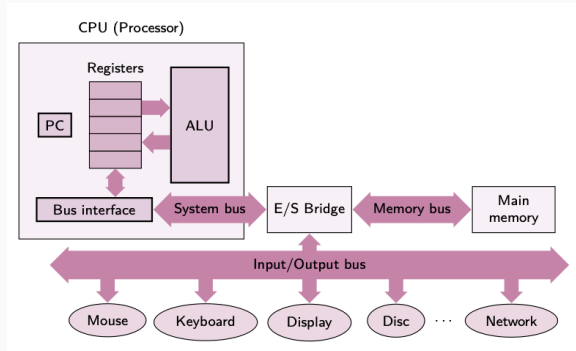 CPU (Processor)
Registers
PC
ALU
Bus interface
System bus
E/S Bridge
Memory bus
Main
memory
Input/Output bus
Mouse
Keyboard
Display
Disc
...
Network